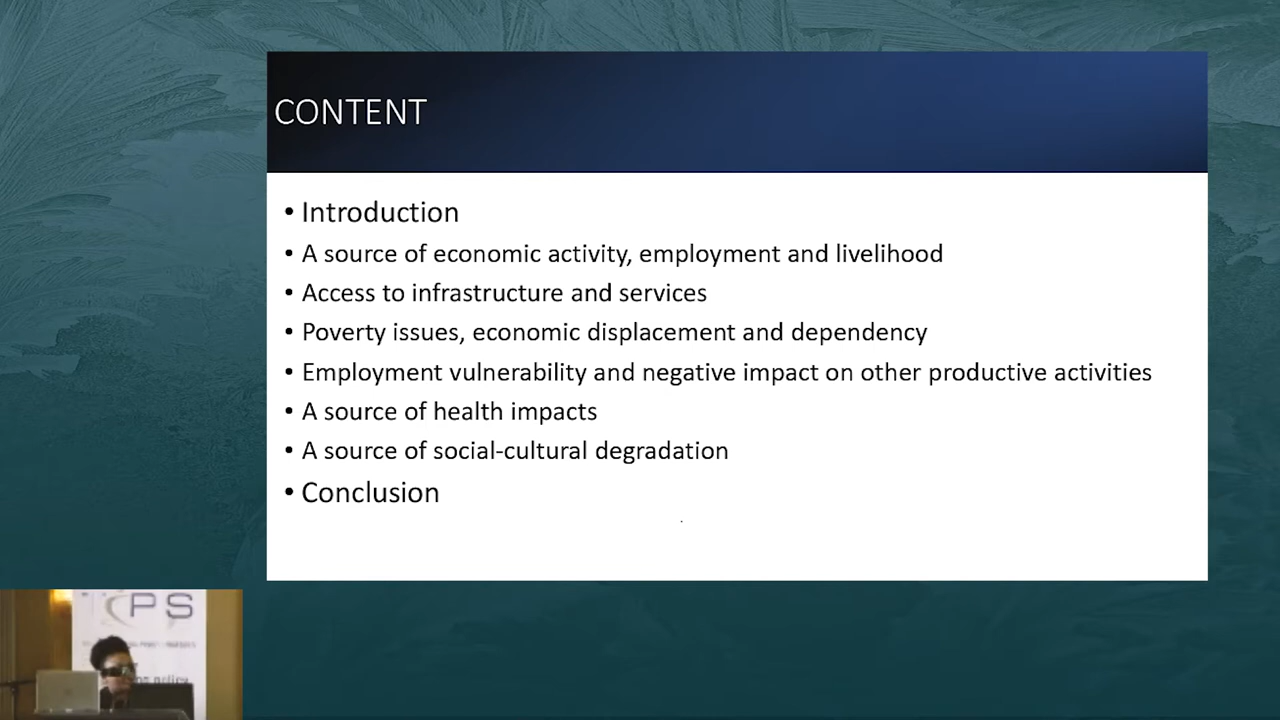 CONTENT
• Introduction
• A source of economic activity, employment and livelihood
• Access to infrastructure and services
• Poverty issues, economic displacement and dependency
• Employment vulnerability and negative impact on other productive activities
• A source of health impacts
• A source of social-cultural degradation
• Conclusion
PS
policy